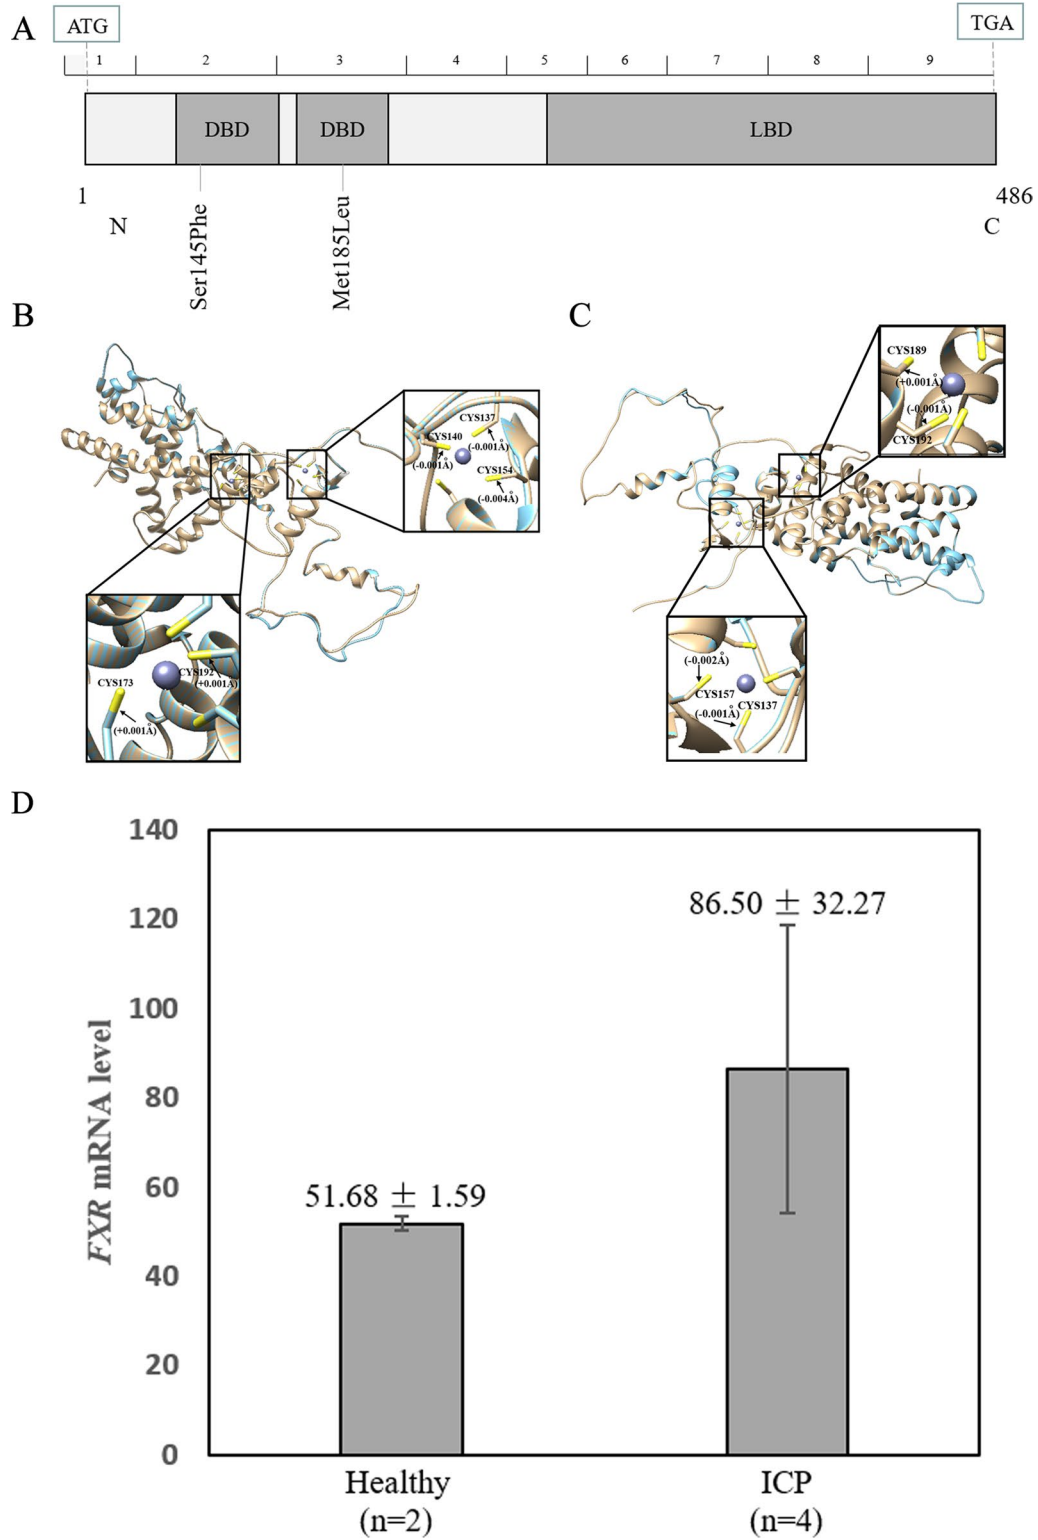 A
ATG
TGA
1 2 3 4 5 6 7 8 9
DBD DBD LBD
1
486
N
C
Ser145Phe
Met185Leu
B
CYS137
(-0.001Å)
CYS140
(-0.001Å)
CYS154
(-0.004Å)
CYS192
(+0.001Å)
CYS173
(+0.001Å)
C
CYS189
(+0.001Å)
(-0.001Å)
CYS192
(-0.002Å)
CYS157
(-0.001Å)
CYS137
D
FXR mRNA level
140
120
100
80
60
40
20
0
51.68 ± 1.59
86.50 ± 32.27
Healthy
(n=2)
ICP
(n=4)